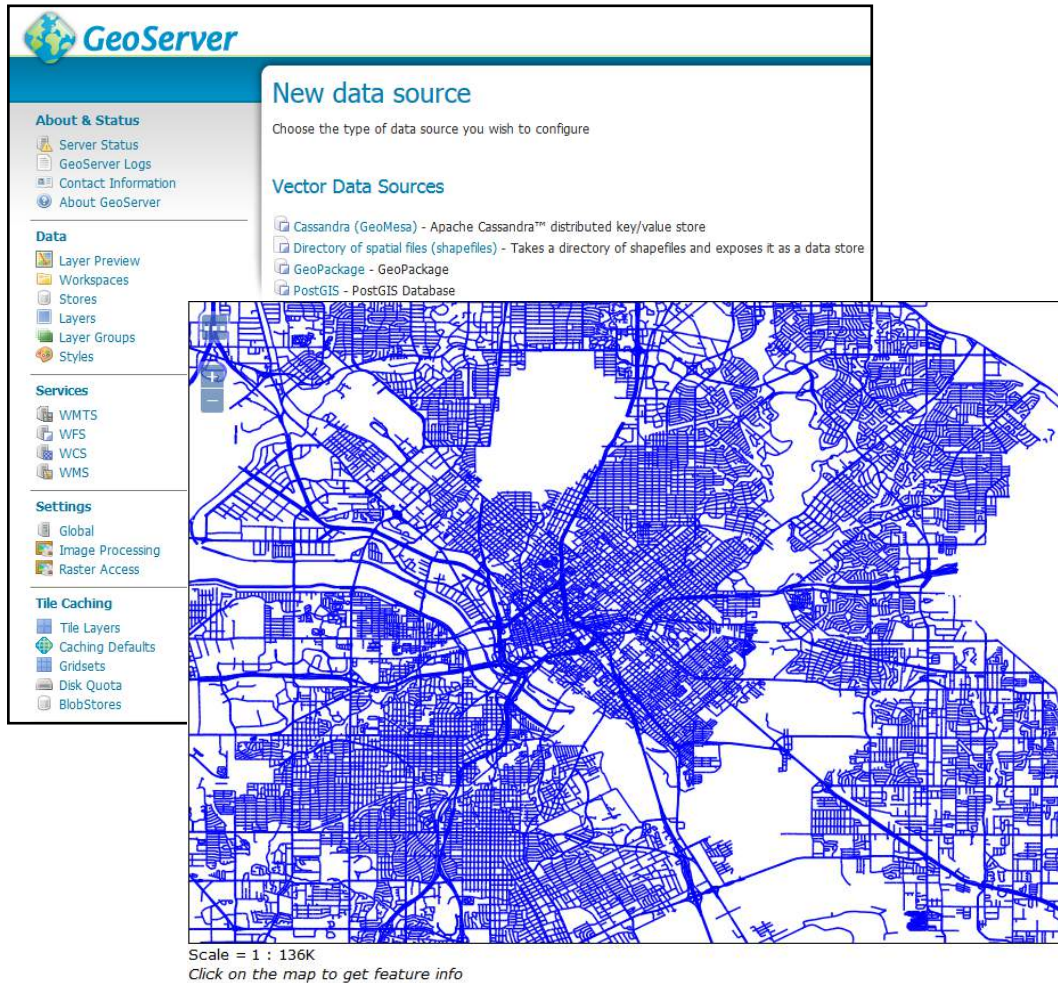 GeoServer
New data source
Choose the type of data source you wish to configure
Vector Data Sources
Cassandra (GeoMesa) - Apache Cassandra™ distributed key/value store
Directory of spatial files (shapefiles) - Takes a directory of shapefiles and exposes it as a data store
GeoPackage - GeoPackage
PostGIS - PostGIS Database
About & Status
Server Status
GeoServer Logs
Contact Information
About GeoServer
Data
Layer Preview
Workspaces
Stores
Layers
Layer Groups
Styles
Services
WMTS
WFS
WCS
WMS
Settings
Global
Image Processing
Raster Access
Tile Caching
Tile Layers
Caching Defaults
Gridsets
Disk Quota
BlobStores
+
−
Scale = 1 : 136K
Click on the map to get feature info